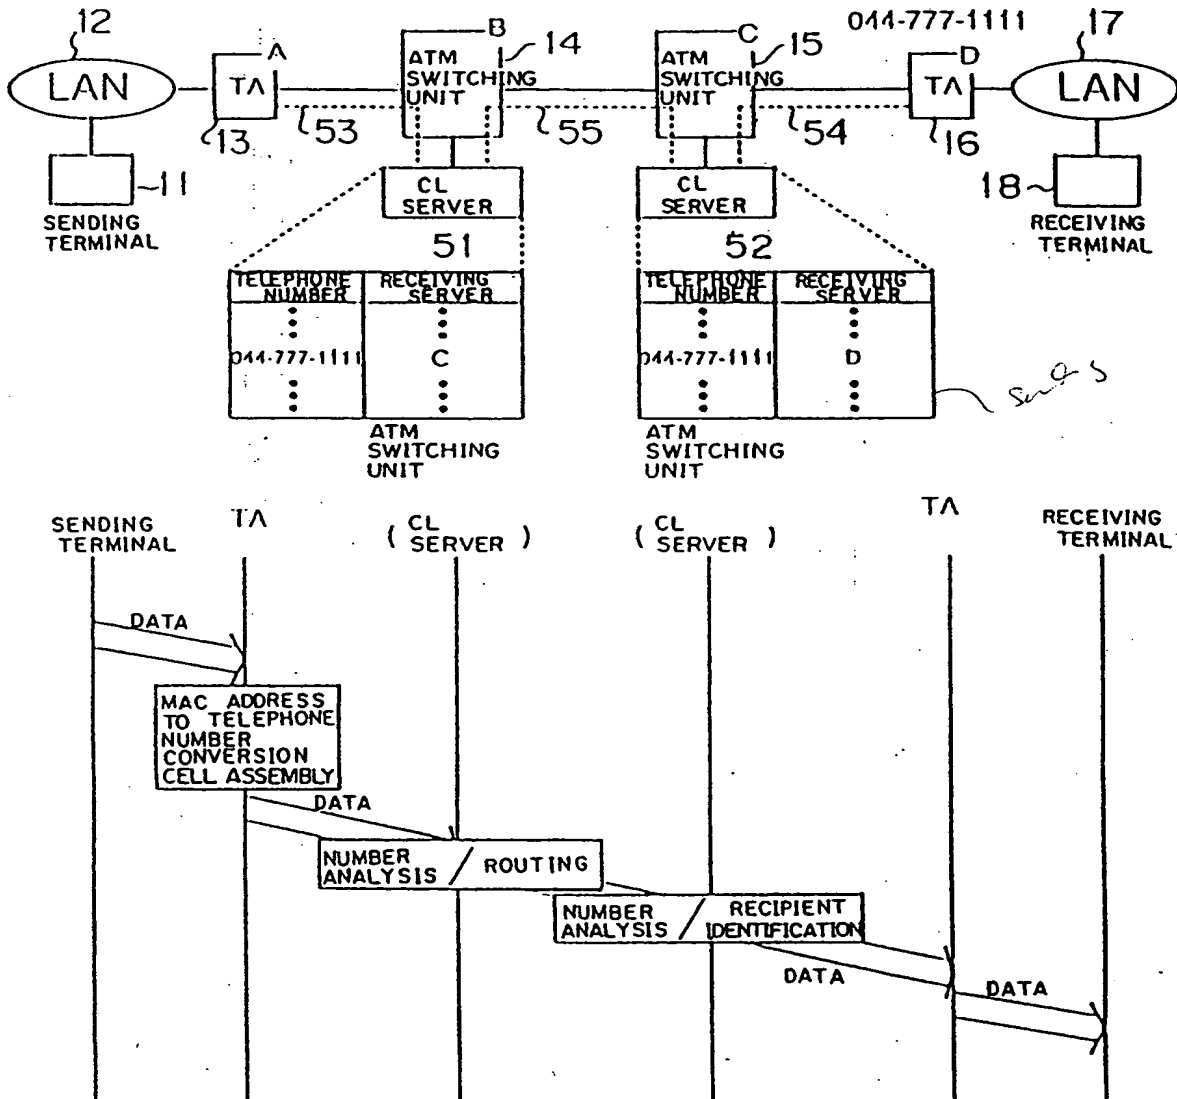 12
A
B
14
C
15
044-777-1111
D
17
LAN
TA
ATM
SWITCHING
UNIT
ATM
SWITCHING
UNIT
TA
LAN
13
53
55
54
16
11
CL
SERVER
CL
SERVER
18
SENDING
TERMINAL
RECEIVING
TERMINAL
51
52
TELEPHONE
NUMBER
RECEIVING
SERVER
TELEPHONE
NUMBER
RECEIVING
SERVER
044-777-1111
C
044-777-1111
D
ATM
SWITCHING
UNIT
ATM
SWITCHING
UNIT
SENDING
TERMINAL
TA
( CL
SERVER )
( CL
SERVER )
TA
RECEIVING
TERMINAL
DATA
MAC ADDRESS
TO TELEPHONE
NUMBER
CONVERSION
CELL ASSEMBLY
DATA
NUMBER
ANALYSIS / ROUTING
NUMBER
ANALYSIS / RECIPIENT
IDENTIFICATION
DATA
DATA